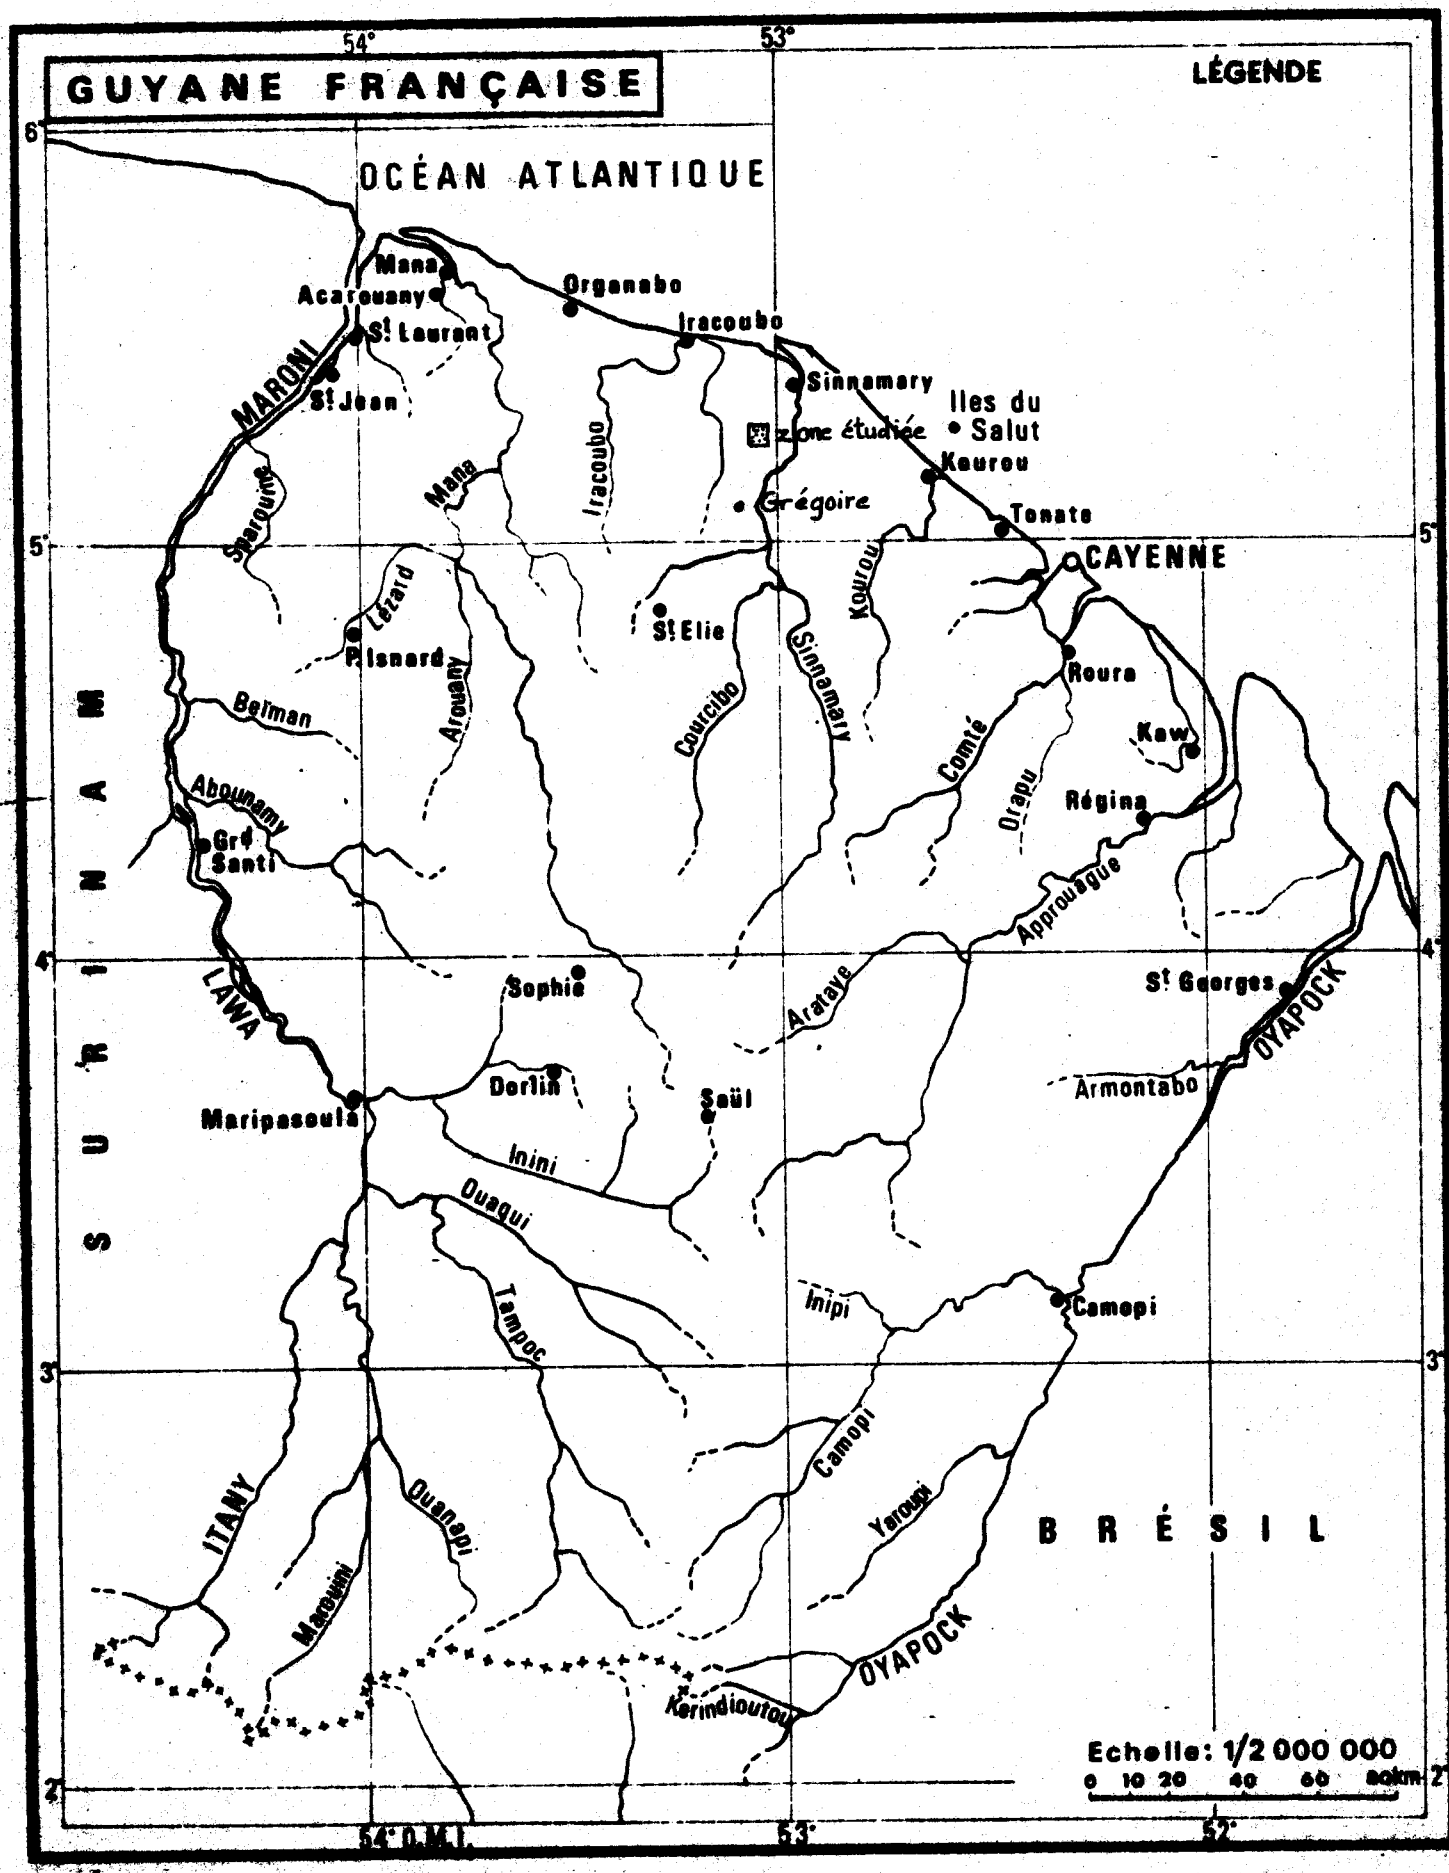 54°
53°
GUYANE FRANÇAISE
LÉGENDE
6°
OCÉAN ATLANTIQUE
Mana
Organabo
Acarouany
Iracoubo
St Laurant
MARONI
Sinnamary
St Jean
Iles du
Salut
zone étudiée
Iracoubo
Kourou
Mana
Sparouine
Grégoire
Tonate
5°
5°
CAYENNE
Kourou
Lézard
St Elie
Sinnamary
P. Isnard
Roura
Arouany
Courcibo
Beïman
Comté
Kaw
Orapu
Abounamy
Régina
Grd
Santi
Approuague
4°
4°
LAWA
Sophie
Arataye
St Georges
OYAPOCK
Dorlin
Armontabo
Saül
Maripasoula
Inini
Ouaqui
SURINAM
Tampoc
Inipi
Camopi
3°
3°
Camopi
ITANY
Ouanapi
Yaroupi
BRÉSIL
Marouini
OYAPOCK
Kerindioutou
Echelle: 1/2 000 000
0 10 20 40 60 80km
2°
2°
54° O.M.I.
53°
52°